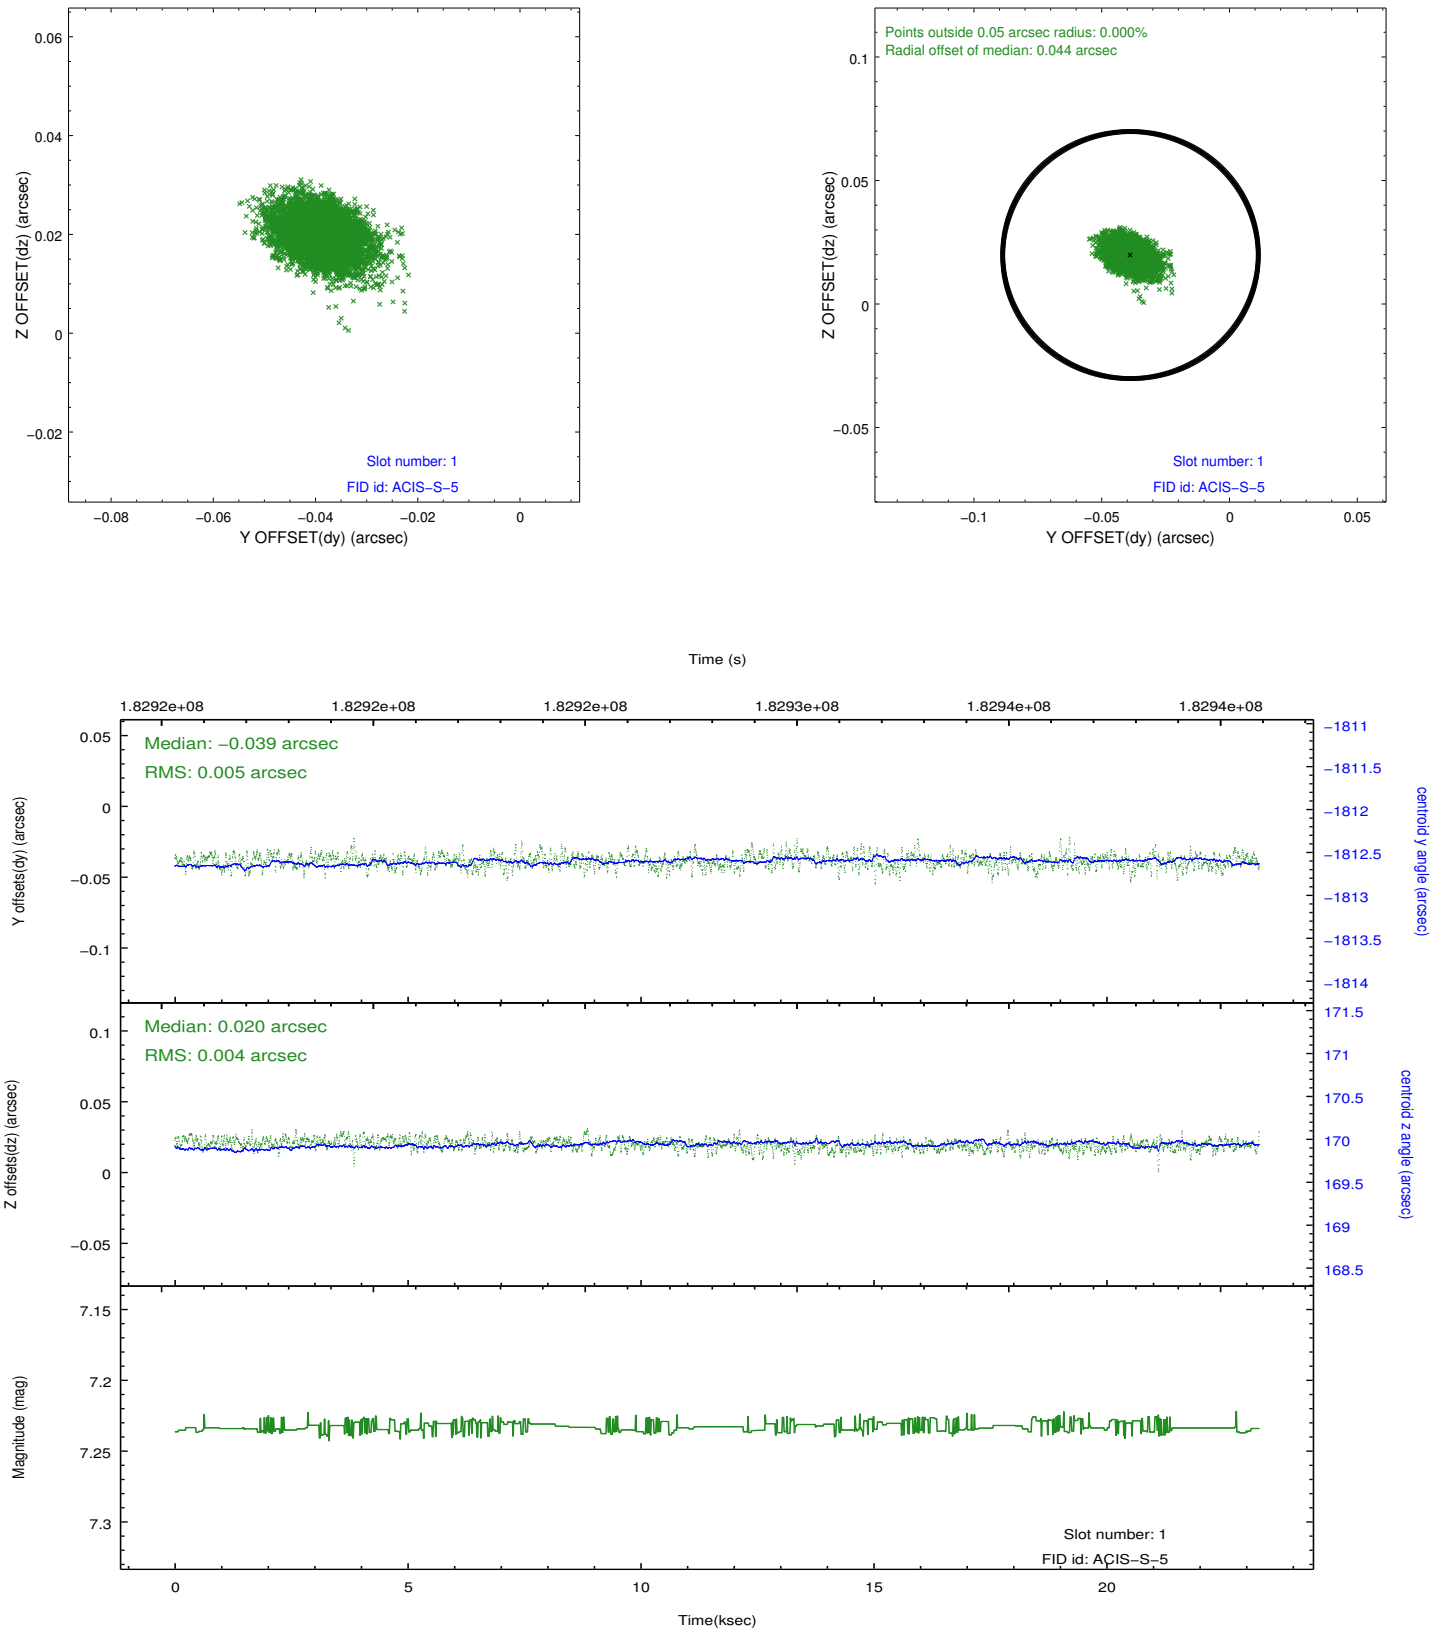 0.06
0.04
0.02
0
−0.02
Z OFFSET(dz) (arcsec)
Slot number: 1
FID id: ACIS−S−5
−0.08
−0.06
−0.04
−0.02
0
Y OFFSET(dy) (arcsec)
Points outside 0.05 arcsec radius: 0.000%
Radial offset of median: 0.044 arcsec
0.1
0.05
0
−0.05
Z OFFSET(dz) (arcsec)
Slot number: 1
FID id: ACIS−S−5
−0.1
−0.05
0
0.05
Y OFFSET(dy) (arcsec)
Time (s)
1.8292e+08
1.8292e+08
1.8292e+08
1.8293e+08
1.8294e+08
1.8294e+08
Median: −0.039 arcsec
RMS: 0.005 arcsec
0.05
0
−0.05
−0.1
Y offsets(dy) (arcsec)
−1811
−1811.5
−1812
−1812.5
−1813
−1813.5
−1814
centroid y angle (arcsec)
Median: 0.020 arcsec
RMS: 0.004 arcsec
0.1
0.05
0
−0.05
Z offsets(dz) (arcsec)
171.5
171
170.5
170
169.5
169
168.5
centroid z angle (arcsec)
7.15
7.2
7.25
7.3
Magnitude (mag)
Slot number: 1
FID id: ACIS−S−5
0
5
10
15
20
Time(ksec)